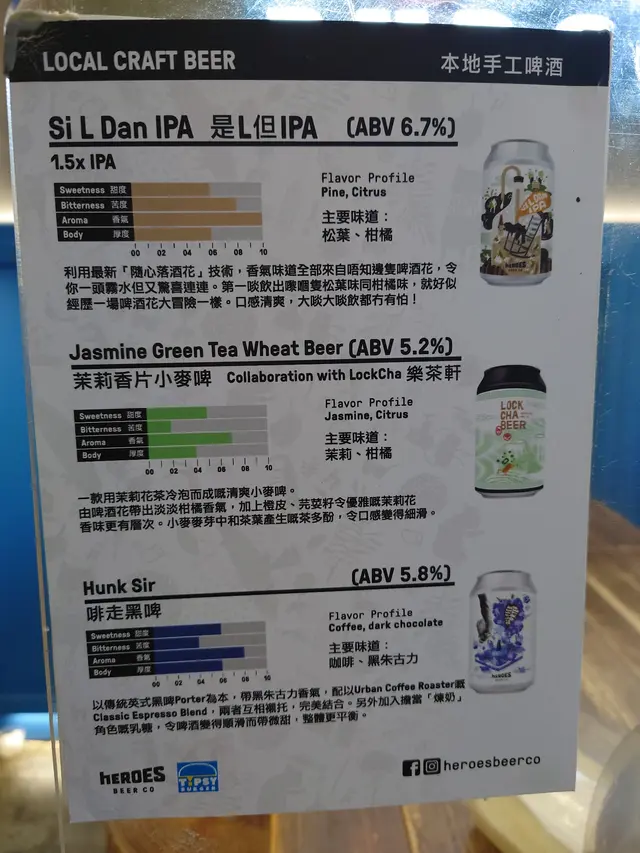 LOCAL CRAFT BEER 本地手工啤酒
Si L Dan IPA 是L但IPA (ABV 6.7%)
1.5x IPA
Sweetness 甜度
Bitterness 苦度
Aroma 香氣
Body 厚度
00 02 04 06 08 10
Flavor Profile
Pine, Citrus
主要味道：
松葉、柑橘
利用最新「隨心落酒花」技術，香氣味道全部來自唔知邊隻啤酒花，令
你一頭霧水但又驚喜連連。第一啖飲出嚟嗰隻松葉味同柑橘味，就好似
經歷一場啤酒花大冒險一樣。口感清爽，大啖大啖飲都冇有怕！
Jasmine Green Tea Wheat Beer (ABV 5.2%)
茉莉香片小麥啤 Collaboration with LockCha 樂茶軒
Sweetness 甜度
Bitterness 苦度
Aroma 香氣
Body 厚度
00 02 04 06 08 10
Flavor Profile
Jasmine, Citrus
主要味道：
茉莉、柑橘
LOCK
CHA
BEER
一款用茉莉花茶冷泡而成嘅清爽小麥啤。
由啤酒花帶出淡淡柑橘香氣，加上橙皮、芫荽籽令優雅嘅茉莉花
香味更有層次。小麥麥芽中和茶葉產生嘅茶多酚，令口感變得細滑。
Hunk Sir (ABV 5.8%)
啡走黑啤
Sweetness 甜度
Bitterness 苦度
Aroma 香氣
Body 厚度
00 02 04 06 08 10
Flavor Profile
Coffee, dark chocolate
主要味道：
咖啡、黑朱古力
以傳統英式黑啤Porter為本，帶黑朱古力香氣，配以Urban Coffee Roaster嘅
Classic Espresso Blend，兩者互相襯托，完美結合。另外加入擔當「煉奶」
角色嘅乳糖，令啤酒變得順滑而帶微甜，整體更平衡。
HEROES
BEER CO
TIPSY
BURGER
heroesbeerco